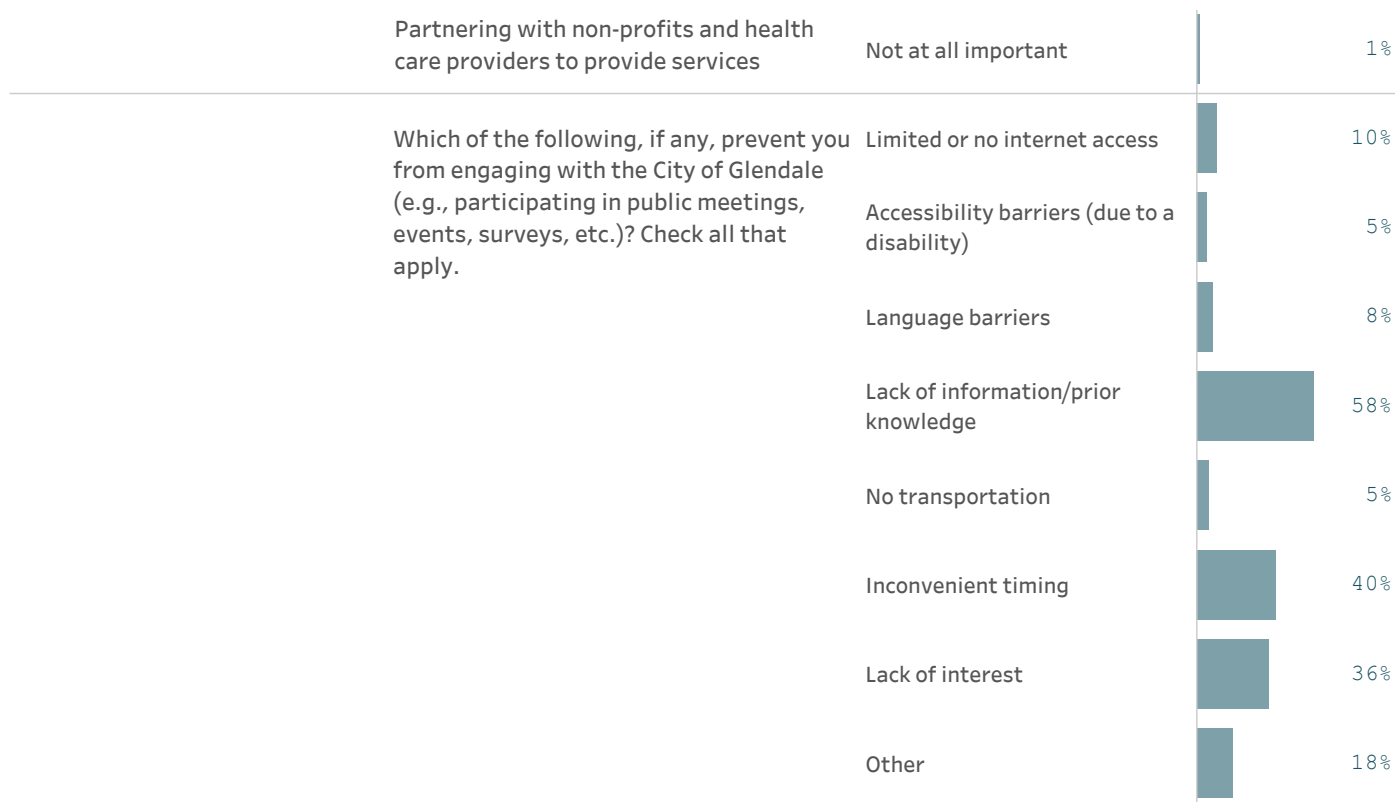 Partnering with non-profits and health
care providers to provide services
Not at all important
1%
Which of the following, if any, prevent you
from engaging with the City of Glendale
(e.g., participating in public meetings,
events, surveys, etc.)? Check all that
apply.
Limited or no internet access
10%
Accessibility barriers (due to a
disability)
5%
Language barriers
8%
Lack of information/prior
knowledge
58%
No transportation
5%
Inconvenient timing
40%
Lack of interest
36%
Other
18%